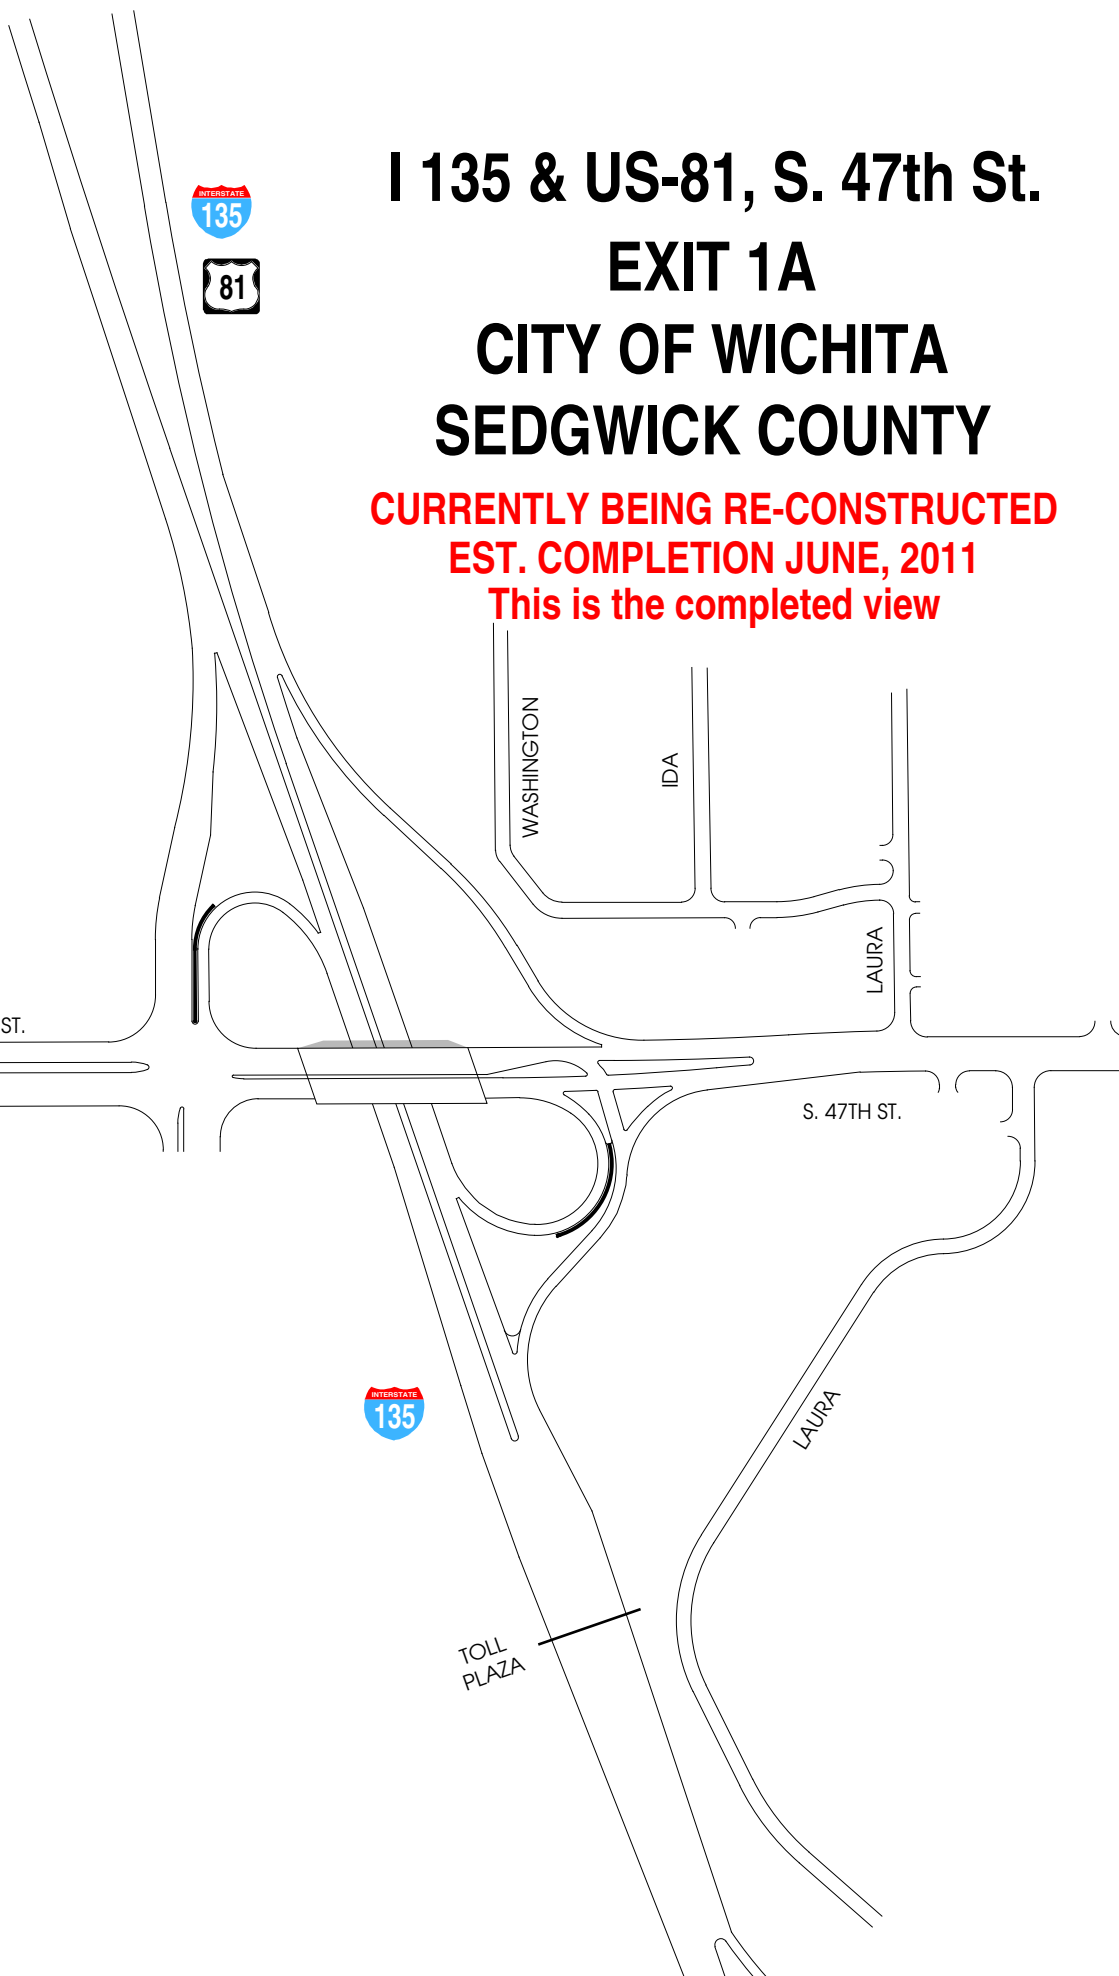 I 135 & US-81, S. 47th St.
EXIT 1A
CITY OF WICHITA
SEDGWICK COUNTY
CURRENTLY BEING RE-CONSTRUCTED
EST. COMPLETION JUNE, 2011
This is the completed view
INTERSTATE
135
81
WASHINGTON
IDA
LAURA
ST.
S. 47TH ST.
INTERSTATE
135
LAURA
TOLL
PLAZA